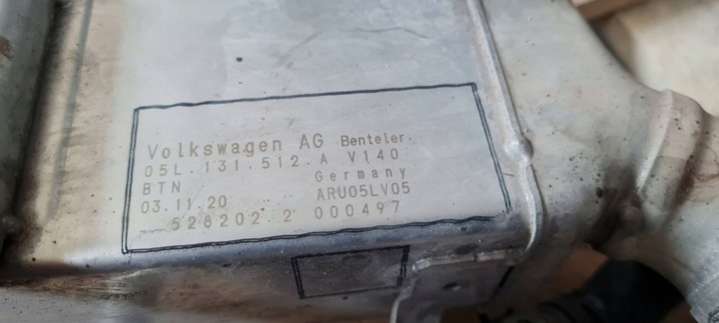 Volkswagen AG Benteler
05L.131.512.A V140
BTN Germany
03.11.20 ARU05LV05
528202.2 000497